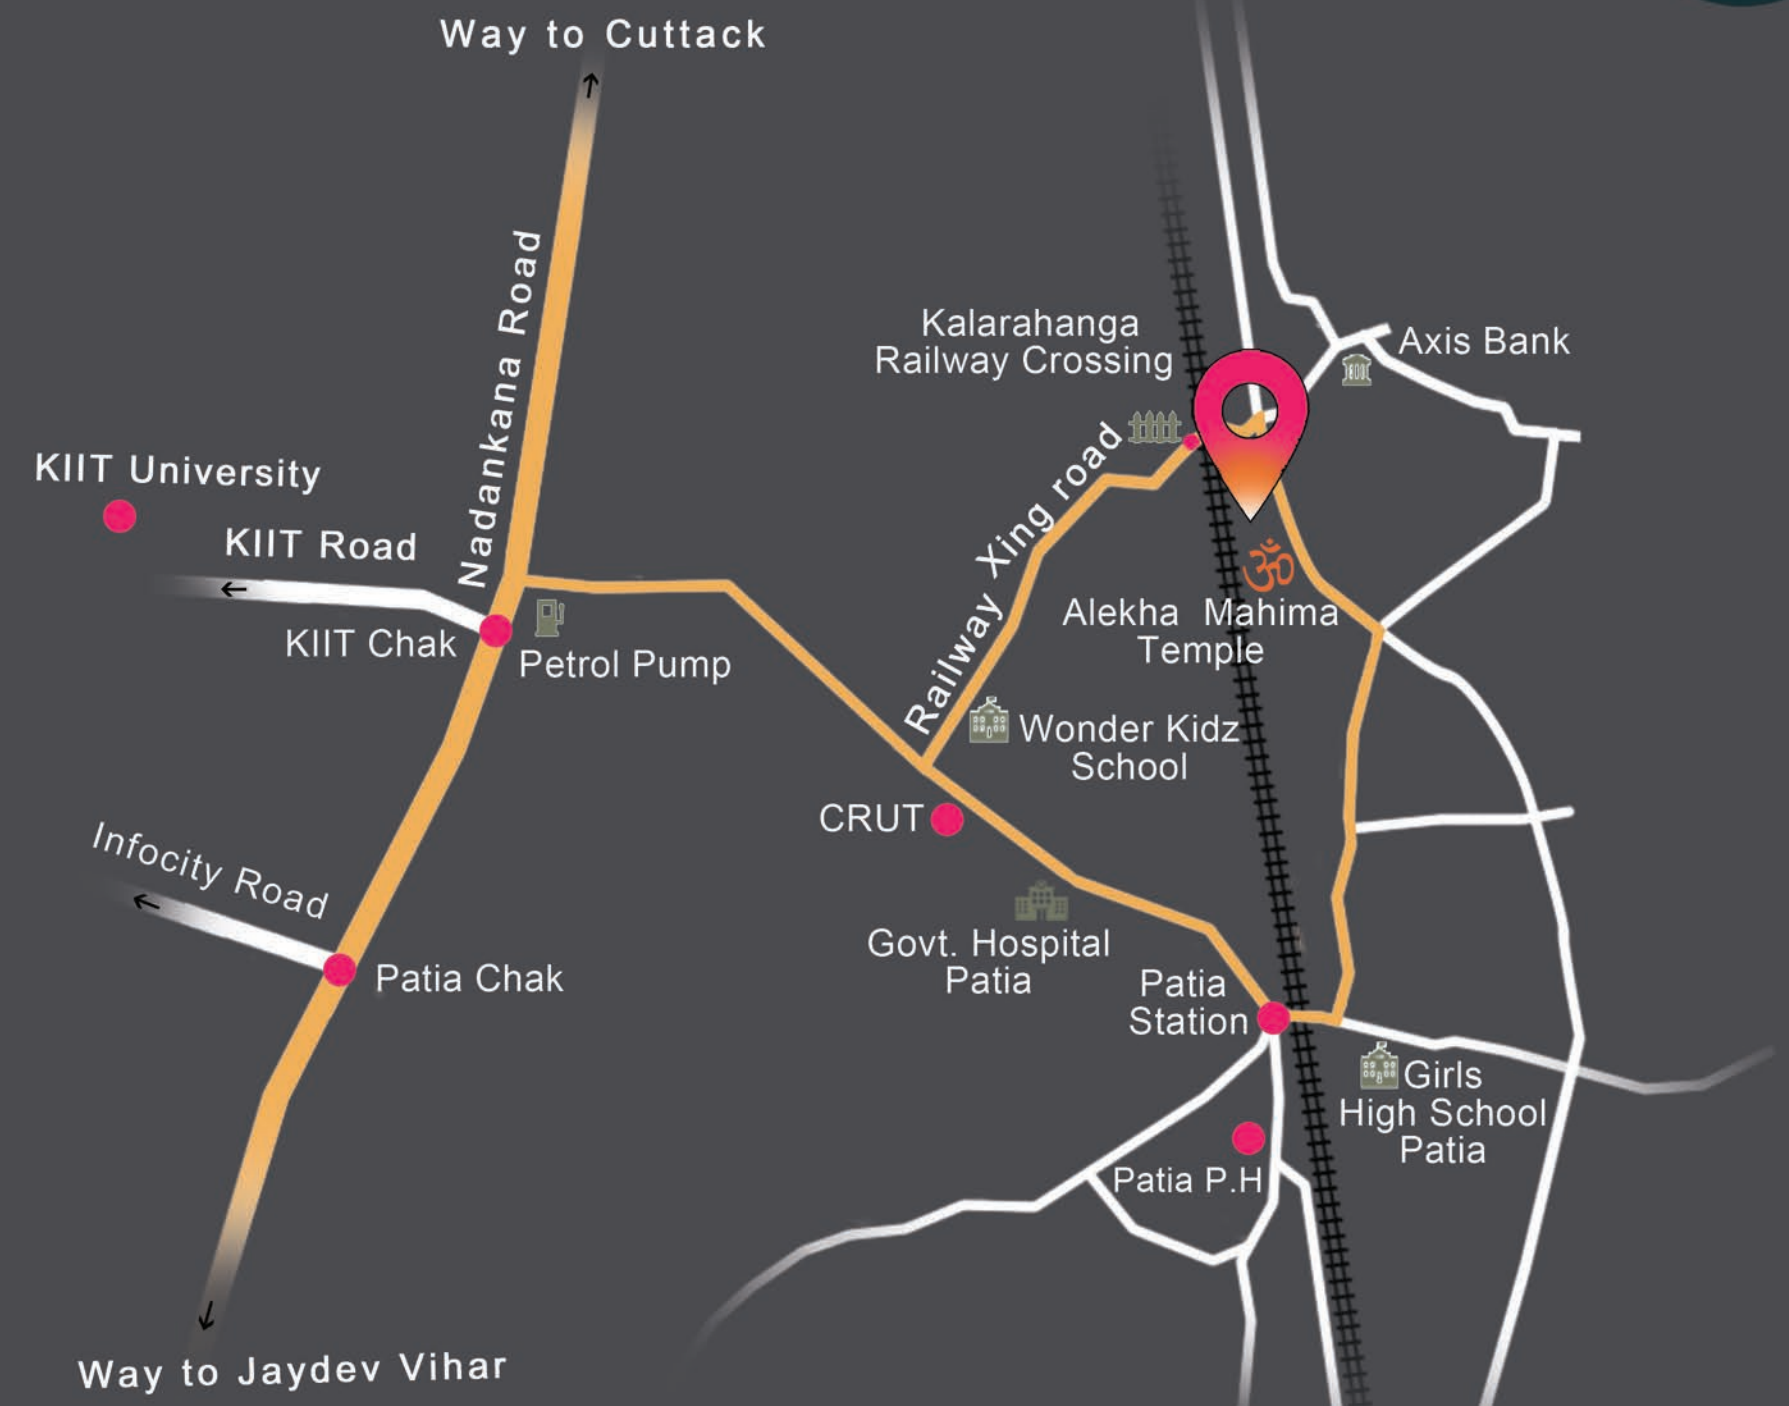 Way to Cuttack
Nadankana Road
Kalarahanga
Railway Crossing
Axis Bank
KIIT University
KIIT Road
Railway Xing road
ॐ
KIIT Chak
Petrol Pump
Alekha Mahima
Temple
Wonder Kidz
School
CRUT
Infocity Road
Govt. Hospital
Patia
Patia Chak
Patia
Station
Girls
High School
Patia
Patia P.H
Way to Jaydev Vihar